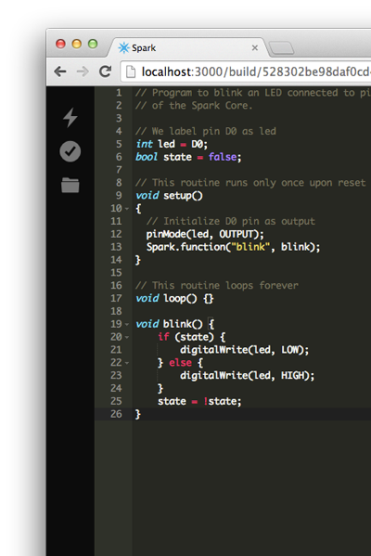 Spark
localhost:3000/build/528302be98daf0cd
1 // Program to blink an LED connected to pi
2 // of the Spark Core.
3
4 // We label pin D0 as led
5 int led = D0;
6 bool state = false;
7
8 // This routine runs only once upon reset
9 void setup()
10 {
11 // Initialize D0 pin as output
12 pinMode(led, OUTPUT);
13 Spark.function("blink", blink);
14 }
15
16 // This routine loops forever
17 void loop() {}
18
19 void blink() {
20 if (state) {
21 digitalWrite(led, LOW);
22 } else {
23 digitalWrite(led, HIGH);
24 }
25 state = !state;
26 }